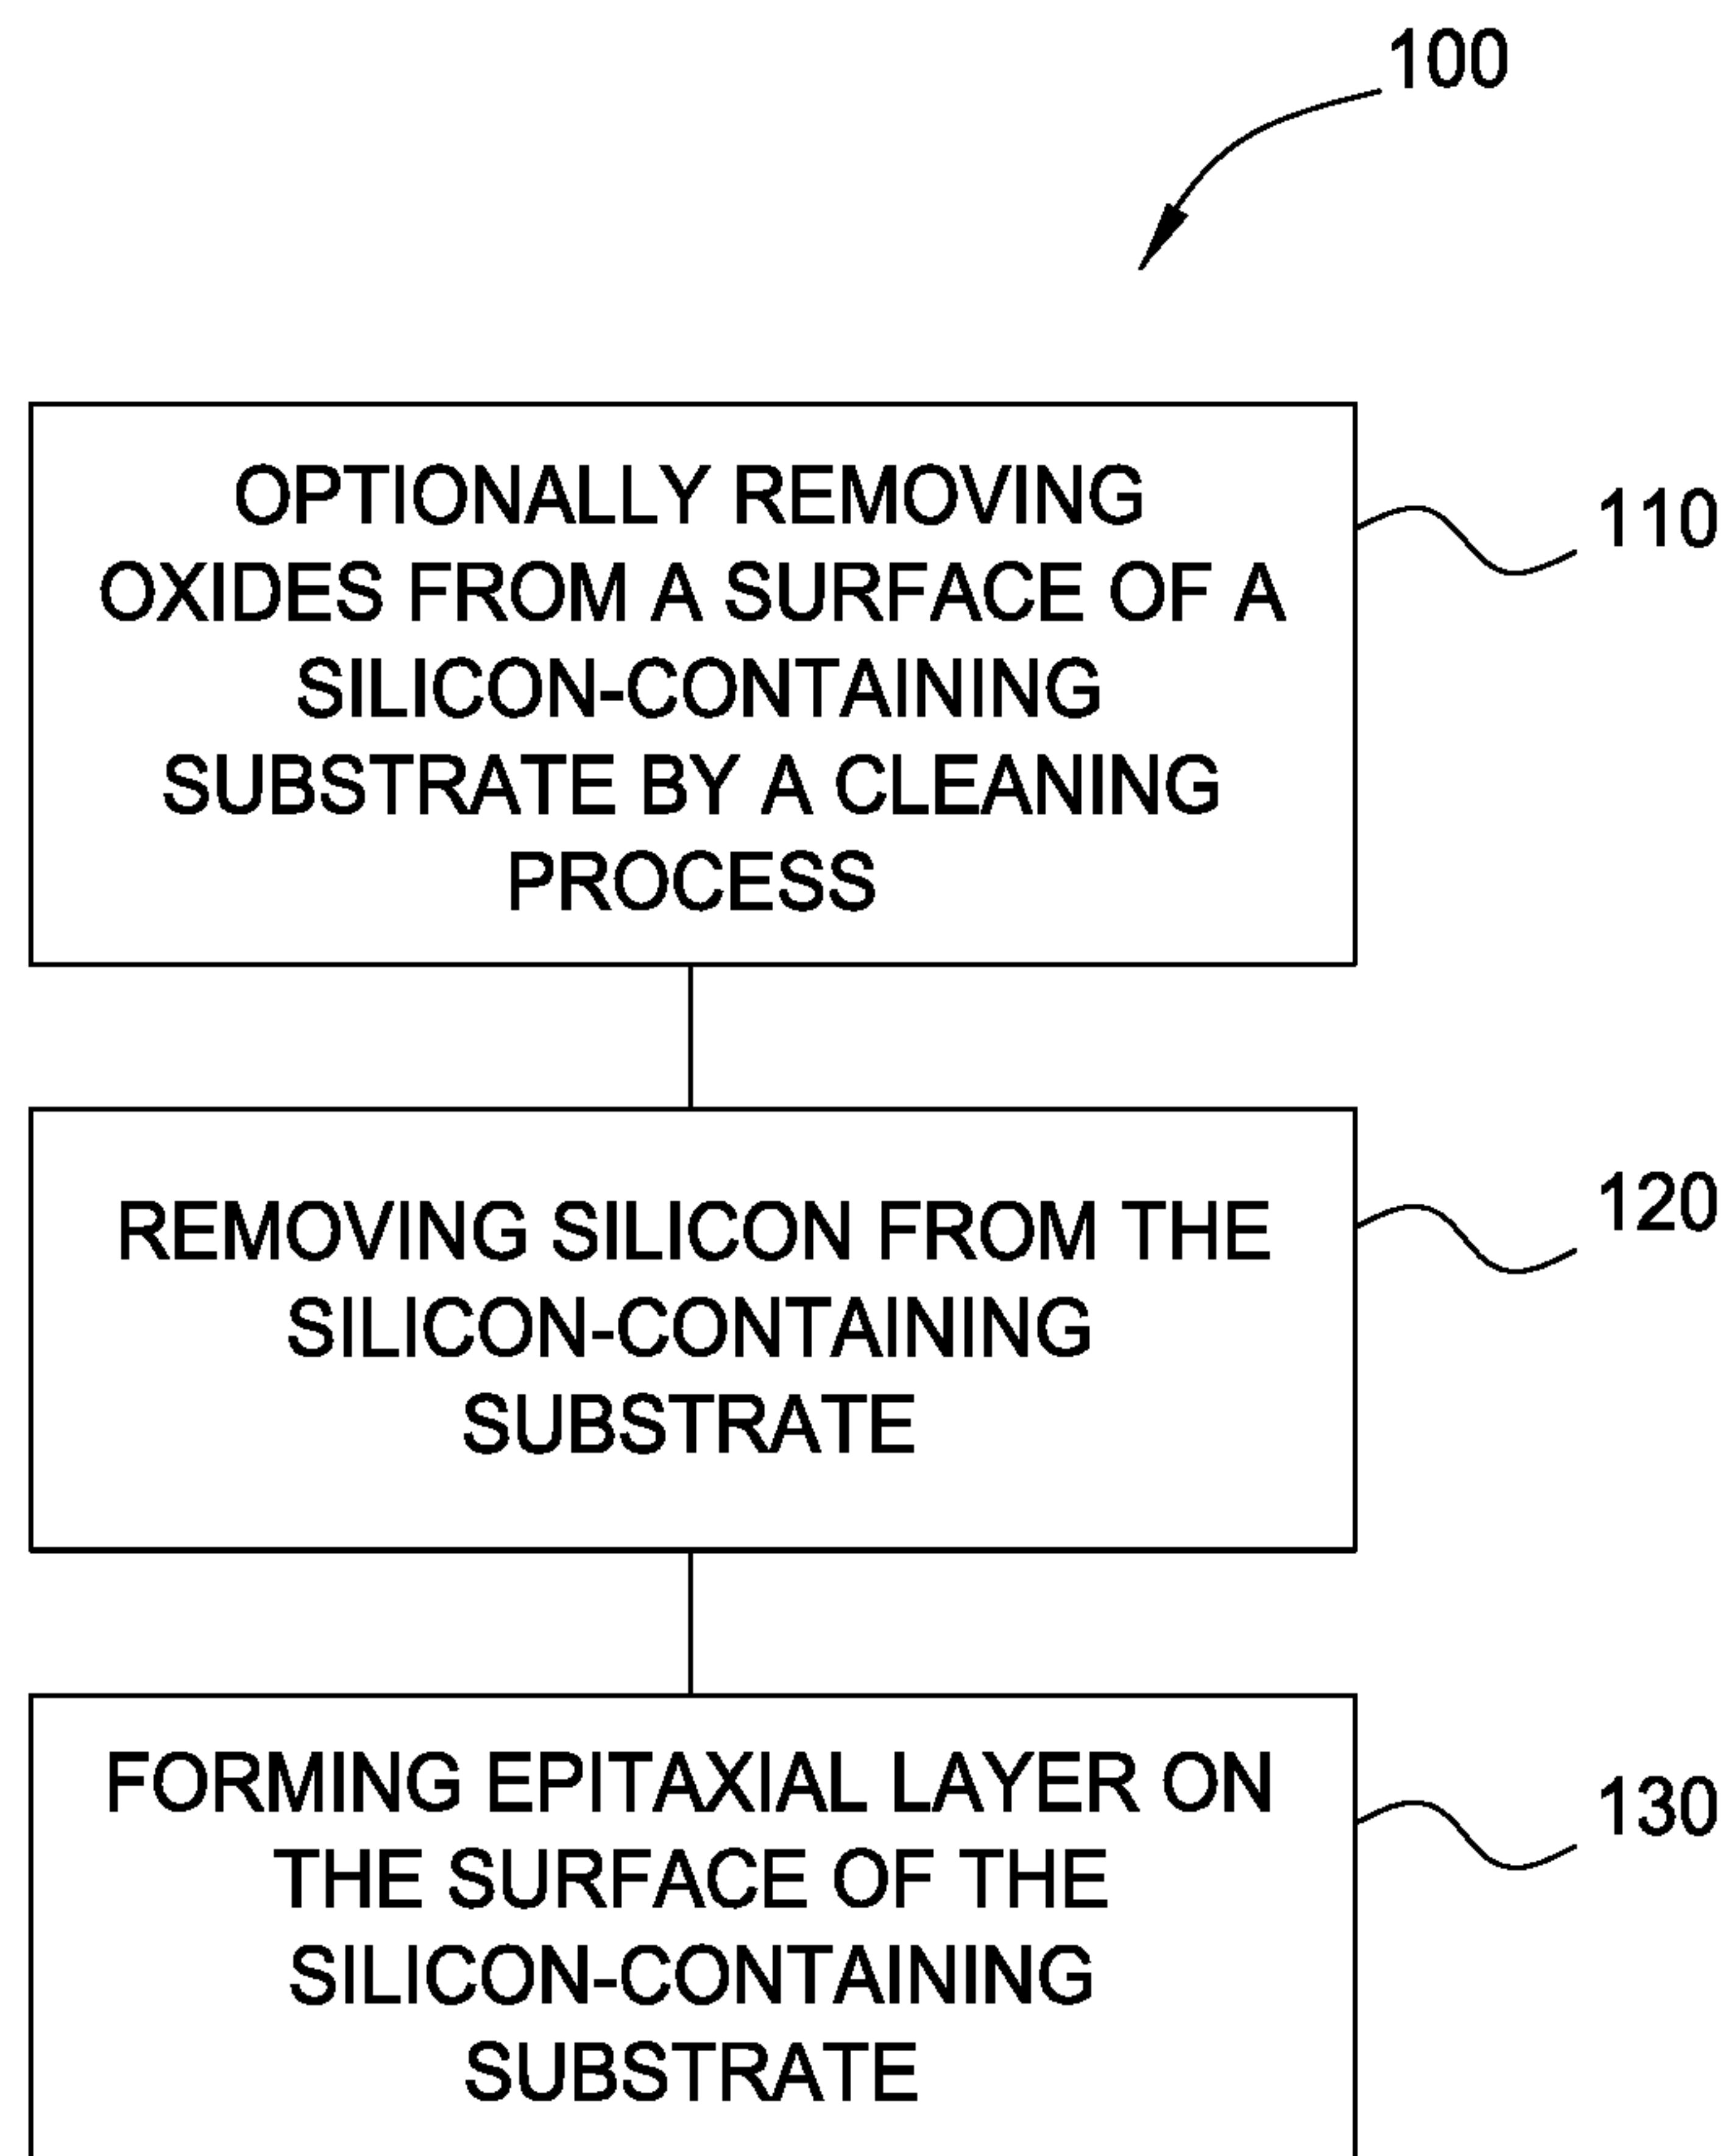 100
OPTIONALLY REMOVING
OXIDES FROM A SURFACE OF A
SILICON-CONTAINING
SUBSTRATE BY A CLEANING
PROCESS
110
REMOVING SILICON FROM THE
SILICON-CONTAINING
SUBSTRATE
120
FORMING EPITAXIAL LAYER ON
THE SURFACE OF THE
SILICON-CONTAINING
SUBSTRATE
130